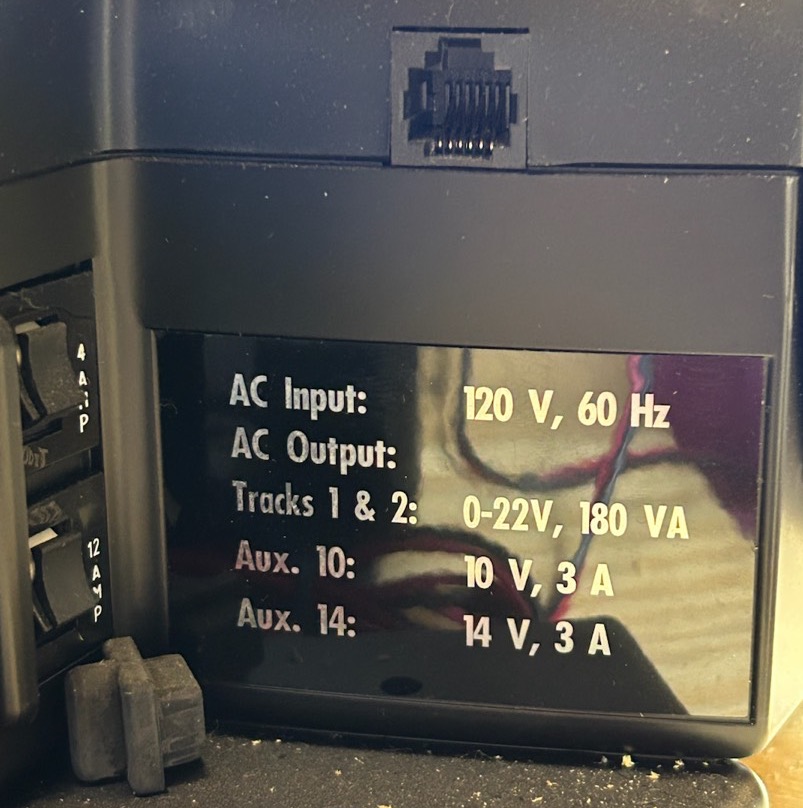 AC Input: 120 V, 60 Hz
AC Output:
Tracks 1 & 2: 0-22V, 180 VA
Aux. 10: 10 V, 3 A
Aux. 14: 14 V, 3 A
4 AMP
12 AMP